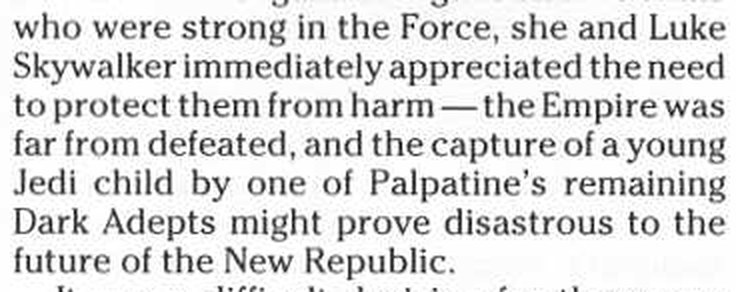 who were strong in the Force, she and Luke
Skywalker immediately appreciated the need
to protect them from harm — the Empire was
far from defeated, and the capture of a young
Jedi child by one of Palpatine's remaining
Dark Adepts might prove disastrous to the
future of the New Republic.